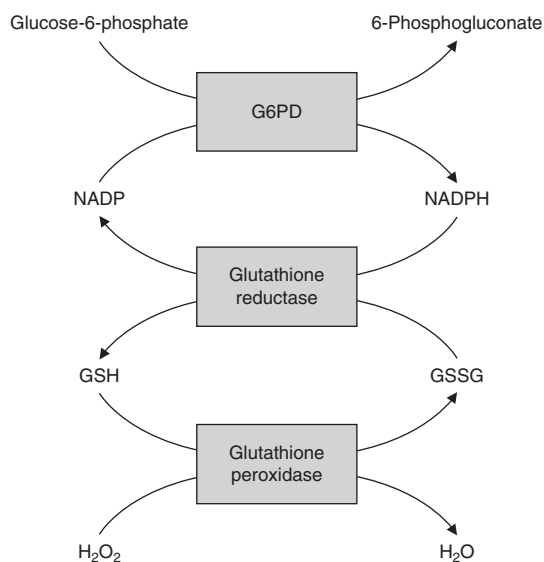 Glucose-6-phosphate
6-Phosphogluconate
G6PD
NADP
NADPH
Glutathione
reductase
GSH
GSSG
Glutathione
peroxidase
H₂O₂
H₂O